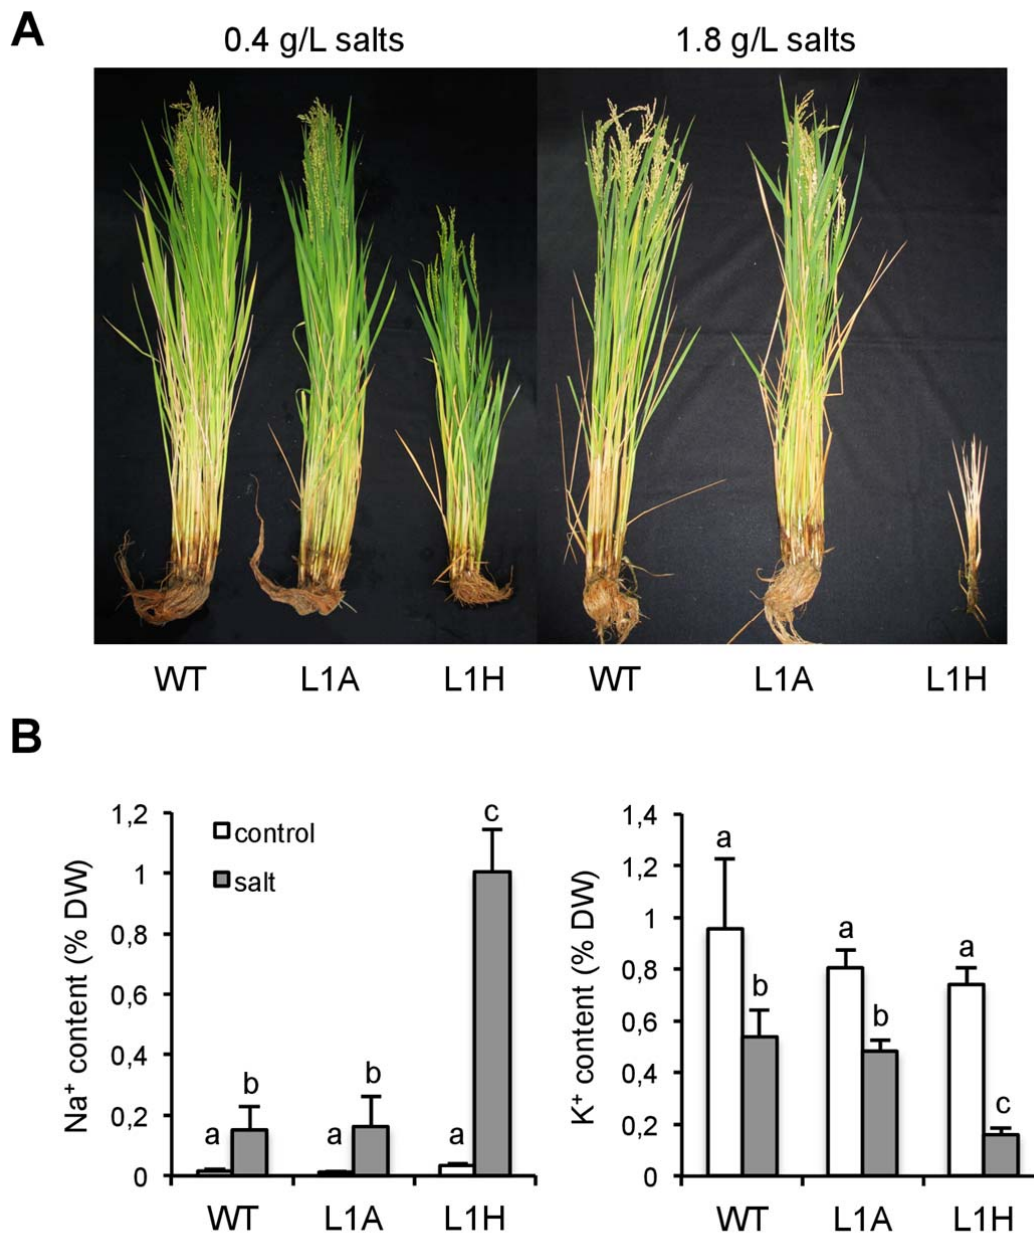 A
0.4 g/L salts 1.8 g/L salts
WT L1A L1H WT L1A L1H
B
Na⁺ content (% DW)
1,2
1
0,8
0,6
0,4
0,2
0
control
salt
a b a b a c
WT L1A L1H
K⁺ content (% DW)
1,4
1,2
1
0,8
0,6
0,4
0,2
0
a b a b a c
WT L1A L1H